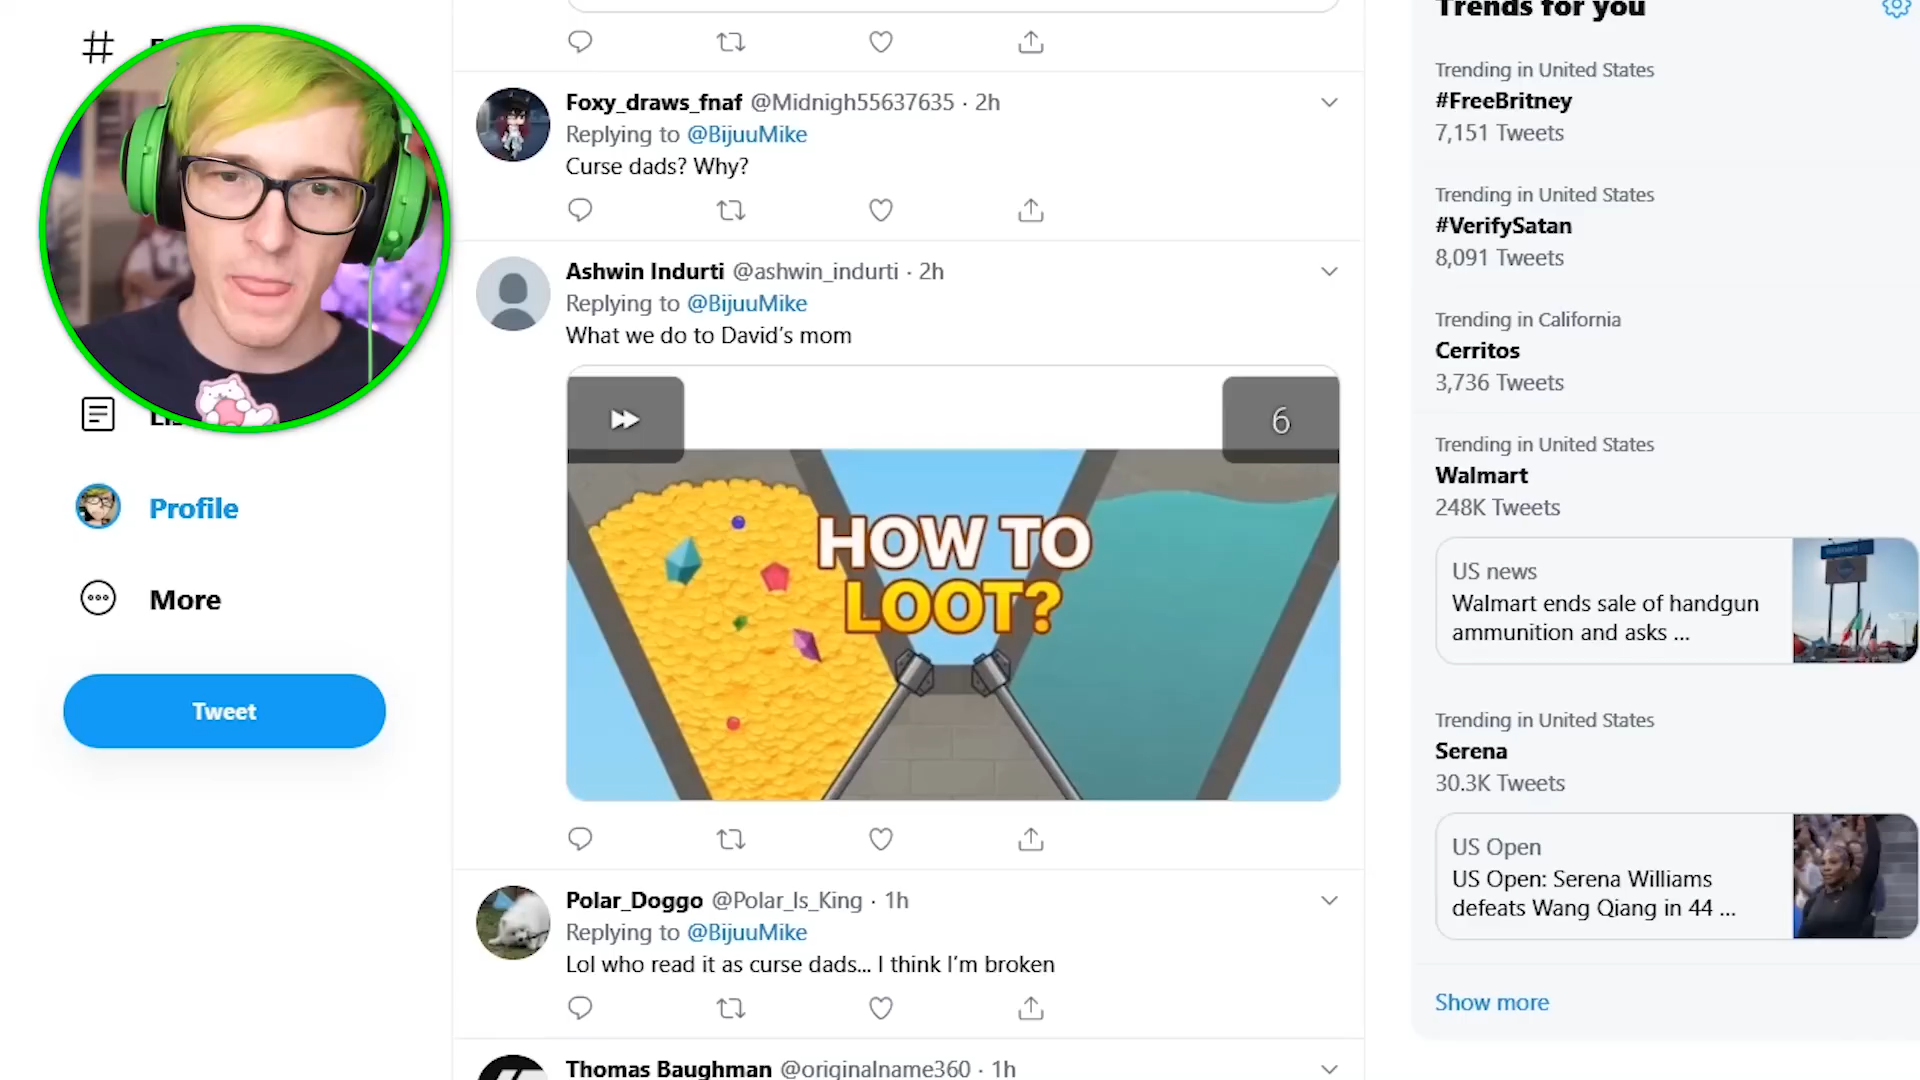 Foxy_draws_fnaf @Midnigh55637635 · 2h
Replying to @BijuuMike
Curse dads? Why?
Ashwin Indurti @ashwin_indurti · 2h
Replying to @BijuuMike
What we do to David's mom
6
HOW TO
LOOT?
Polar_Doggo @Polar_Is_King · 1h
Replying to @BijuuMike
Lol who read it as curse dads... I think I'm broken
Thomas Baughman @originalname360 · 1h
Profile
More
Tweet
Trends for you
Trending in United States
#FreeBritney
7,151 Tweets
Trending in United States
#VerifySatan
8,091 Tweets
Trending in California
Cerritos
3,736 Tweets
Trending in United States
Walmart
248K Tweets
US news
Walmart ends sale of handgun
ammunition and asks ...
Walmart
Trending in United States
Serena
30.3K Tweets
US Open
US Open: Serena Williams
defeats Wang Qiang in 44 ...
Show more